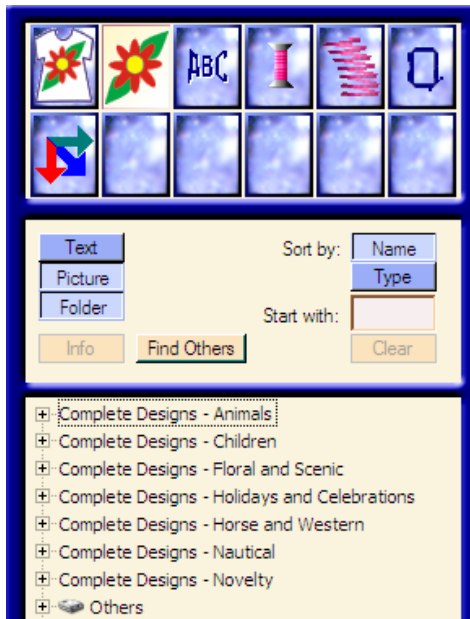 ABC
Text
Sort by: Name
Picture
Type
Folder
Start with:
Info Find Others Clear
Complete Designs - Animals
Complete Designs - Children
Complete Designs - Floral and Scenic
Complete Designs - Holidays and Celebrations
Complete Designs - Horse and Western
Complete Designs - Nautical
Complete Designs - Novelty
Others